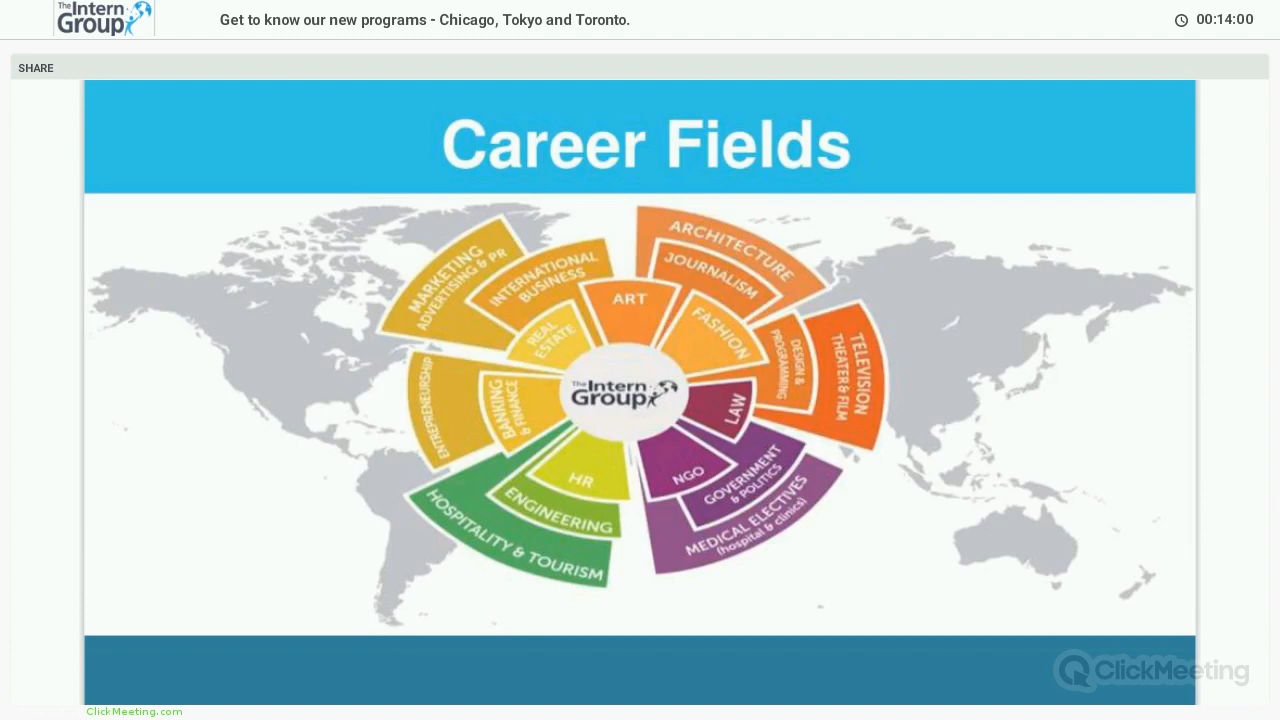 The Intern Group
Get to know our new programs - Chicago, Tokyo and Toronto.
00:14:00
SHARE
Career Fields
MARKETING
ADVERTISING & PR
INTERNATIONAL
BUSINESS
REAL
ESTATE
ART
ARCHITECTURE
JOURNALISM
FASHION
DESIGN &
PROGRAMMING
TELEVISION
THEATER & FILM
ENTREPRENEURSHIP
BANKING
& FINANCE
The Intern
Group
LAW
HR
ENGINEERING
HOSPITALITY & TOURISM
NGO
GOVERNMENT
& POLITICS
MEDICAL ELECTIVES
(hospital & clinics)
ClickMeeting
ClickMeeting.com